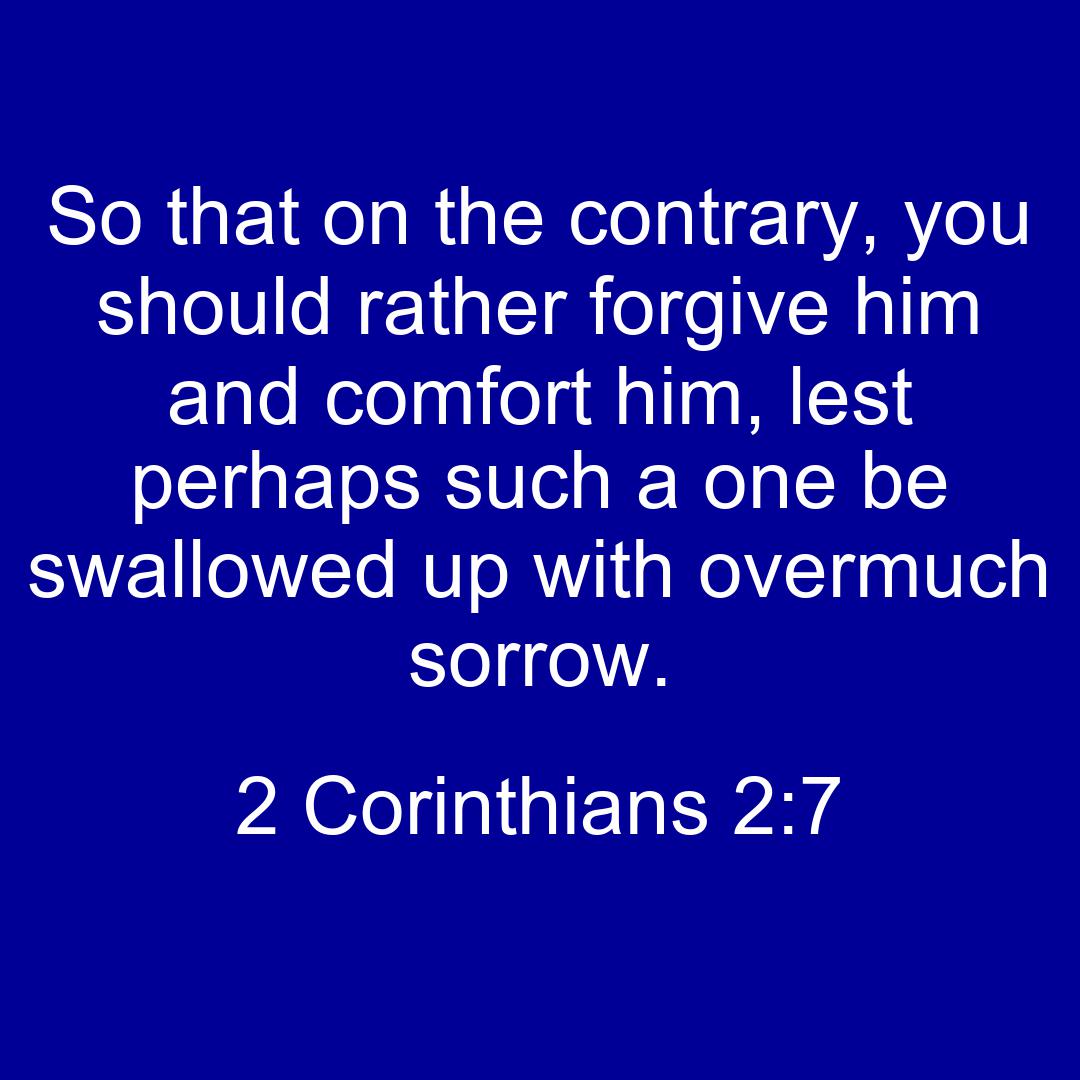 So that on the contrary, you
should rather forgive him
and comfort him, lest
perhaps such a one be
swallowed up with overmuch
sorrow.
2 Corinthians 2:7